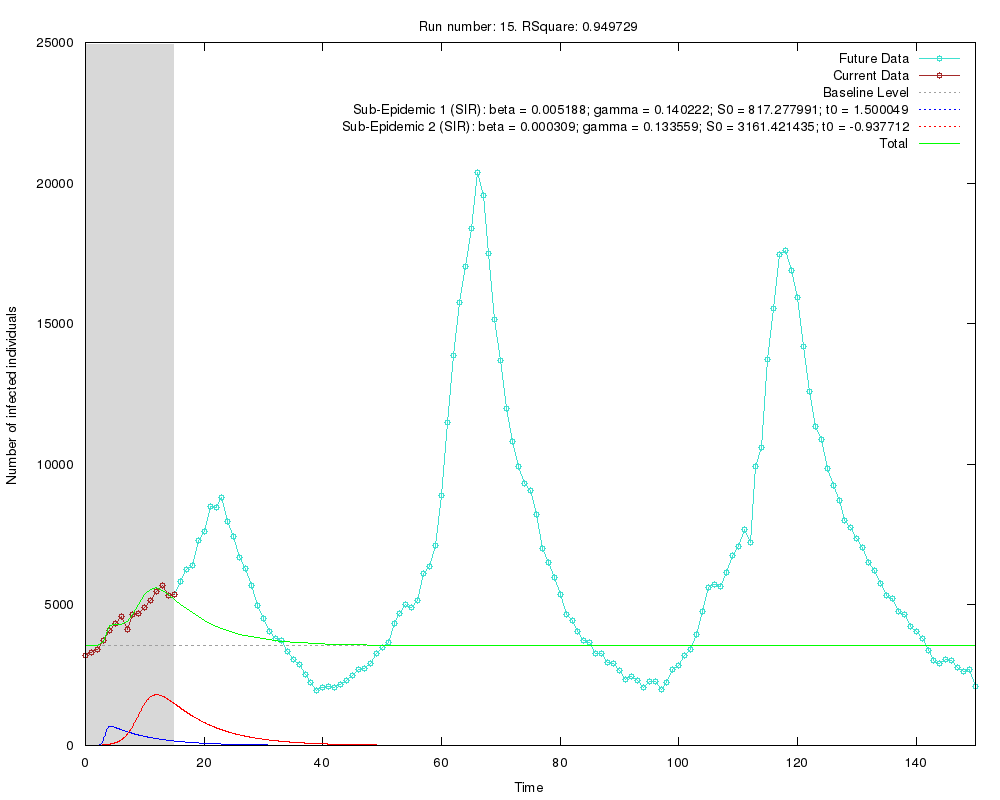 Run number: 15. RSquare: 0.949729
25000
20000
15000
10000
5000
0
Number of infected individuals
Future Data
Current Data
Baseline Level
Sub-Epidemic 1 (SIR): beta = 0.005188; gamma = 0.140222; S0 = 817.277991; t0 = 1.500049
Sub-Epidemic 2 (SIR): beta = 0.000309; gamma = 0.133559; S0 = 3161.421435; t0 = -0.937712
Total
0 20 40 60 80 100 120 140
Time